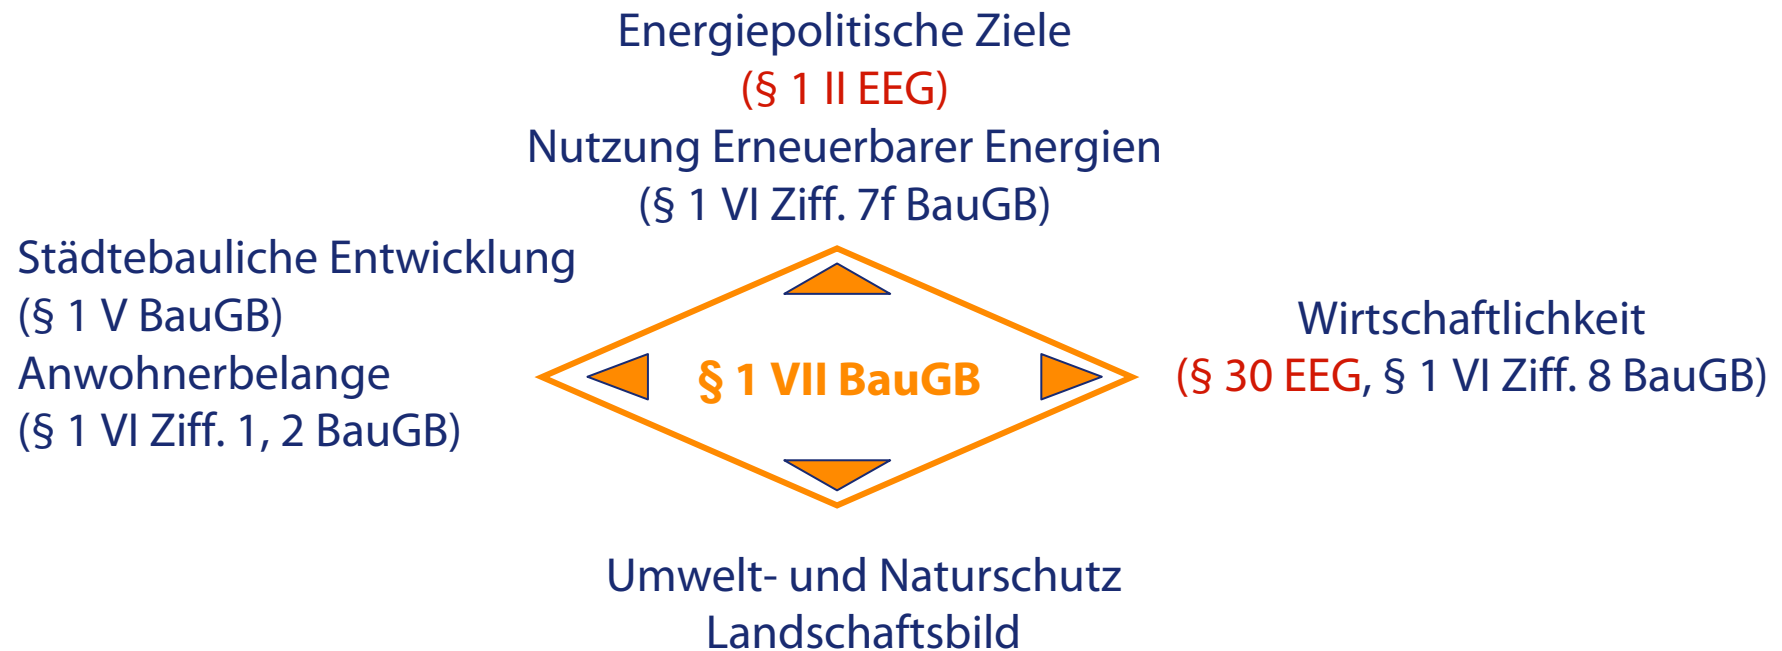 Energiepolitische Ziele
(§ 1 II EEG)
Nutzung Erneuerbarer Energien
(§ 1 VI Ziff. 7f BauGB)
Städtebauliche Entwicklung
(§ 1 V BauGB)
Anwohnerbelange
(§ 1 VI Ziff. 1, 2 BauGB)
§ 1 VII BauGB
Wirtschaftlichkeit
(§ 30 EEG, § 1 VI Ziff. 8 BauGB)
Umwelt- und Naturschutz
Landschaftsbild